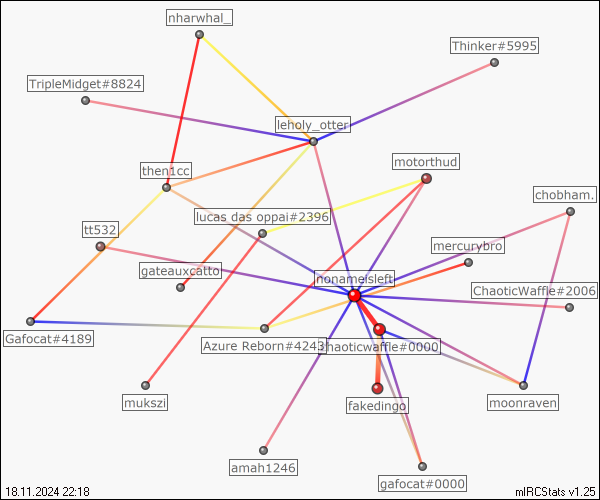 nharwhal_
Thinker#5995
TripleMidget#8824
leholy_otter
motorthud
then1cc
chobham.
lucas das oppai#2396
tt532
mercurybro
gateauxcatto
nonameisleft
ChaoticWaffle#2006
Gafocat#4189
Azure Reborn#4243
haoticwaffle#0000
mukszi
fakedingo
moonraven
amah1246
gafocat#0000
18.11.2024 22:18
mIRCStats v1.25